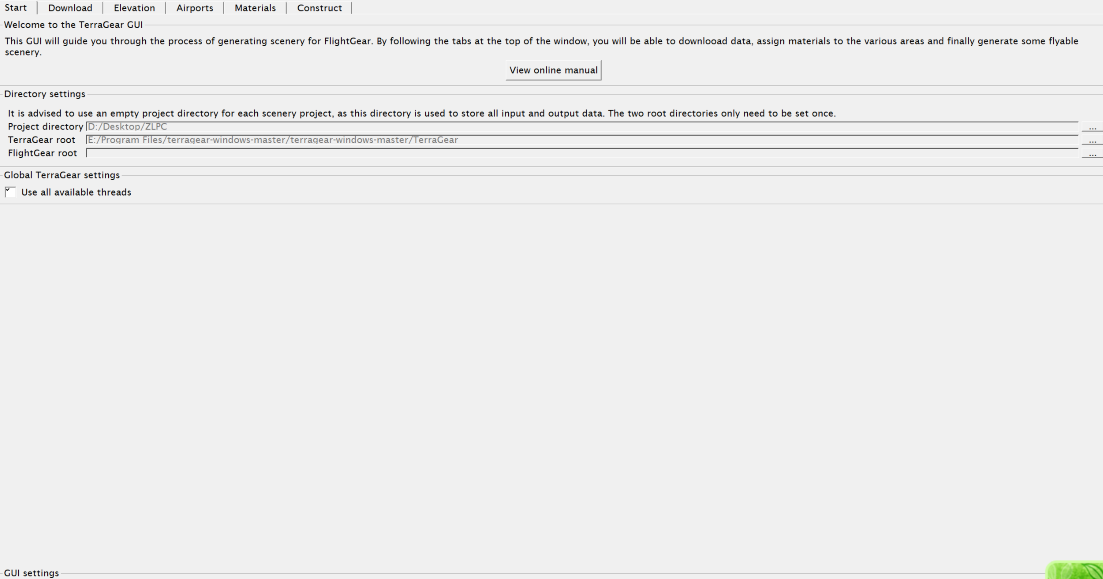 Start Download Elevation Airports Materials Construct
Welcome to the TerraGear GUI
This GUI will guide you through the process of generating scenery for FlightGear. By following the tabs at the top of the window, you will be able to downlooad data, assign materials to the various areas and finally generate some flyable
scenery.
View online manual
Directory settings
It is advised to use an empty project directory for each scenery project, as this directory is used to store all input and output data. The two root directories only need to be set once.
Project directory D:/Desktop/ZLPC ...
TerraGear root E:/Program Files/terragear-windows-master/terragear-windows-master/TerraGear ...
FlightGear root ...
Global TerraGear settings
Use all available threads
GUI settings